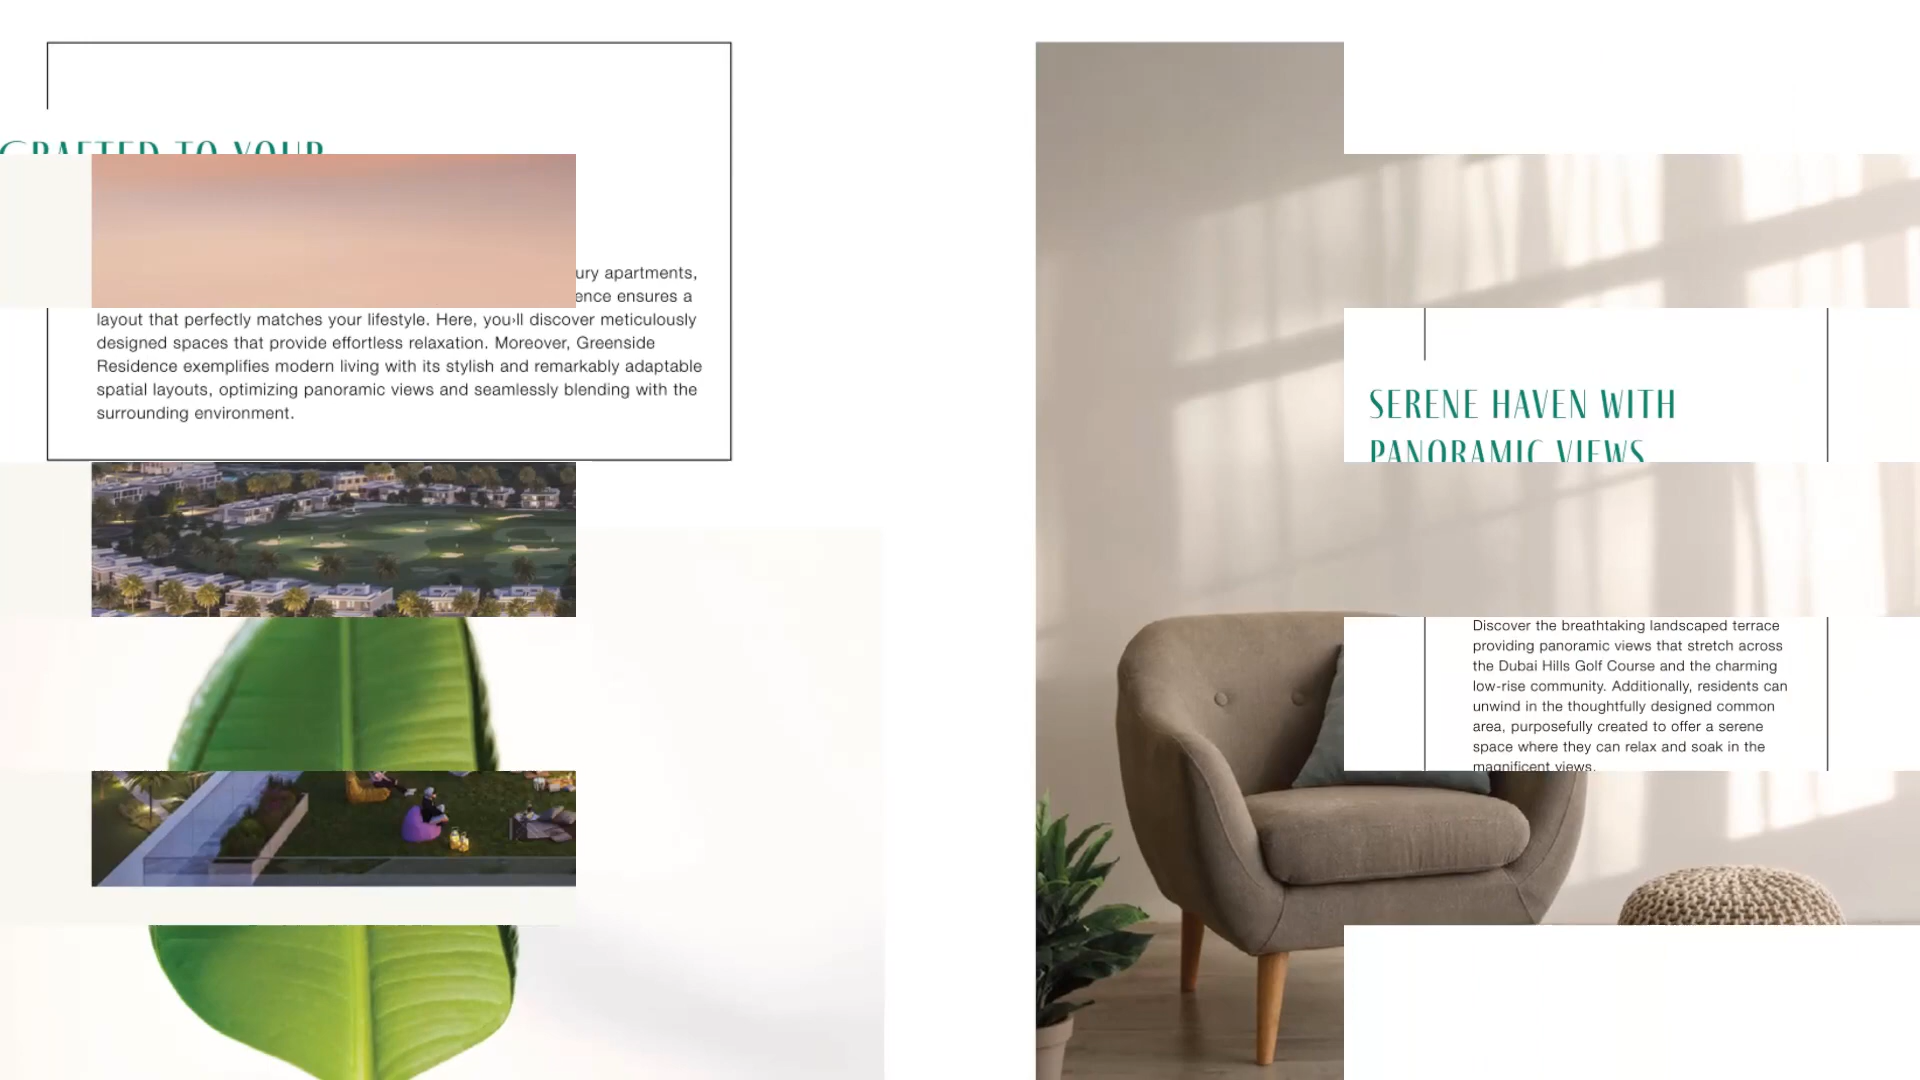 CRAFTED TO YOUR
ury apartments,
ence ensures a
layout that perfectly matches your lifestyle. Here, you›ll discover meticulously
designed spaces that provide effortless relaxation. Moreover, Greenside
Residence exemplifies modern living with its stylish and remarkably adaptable
spatial layouts, optimizing panoramic views and seamlessly blending with the
surrounding environment.
SERENE HAVEN WITH
PANORAMIC VIEWS
Discover the breathtaking landscaped terrace
providing panoramic views that stretch across
the Dubai Hills Golf Course and the charming
low-rise community. Additionally, residents can
unwind in the thoughtfully designed common
area, purposefully created to offer a serene
space where they can relax and soak in the
magnificent views.